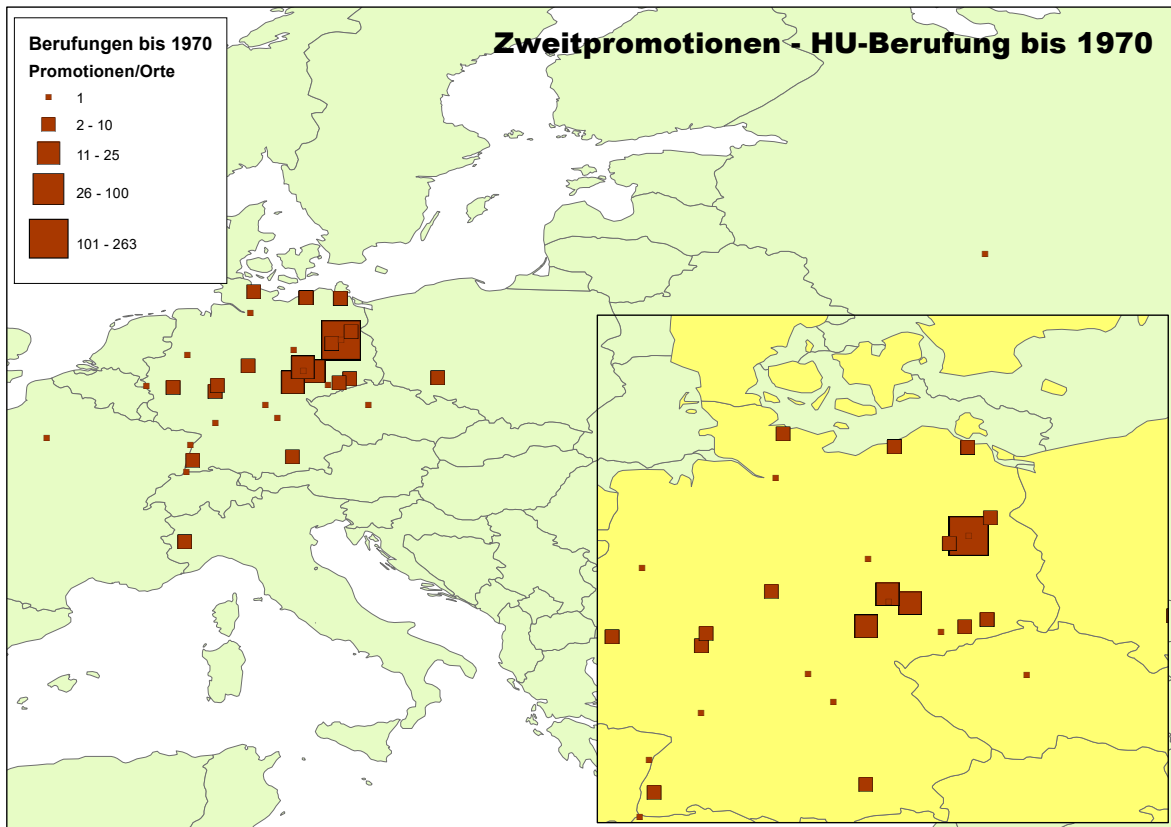 Zweitpromotionen - HU-Berufung bis 1970
Berufungen bis 1970
Promotionen/Orte
1
2 - 10
11 - 25
26 - 100
101 - 263